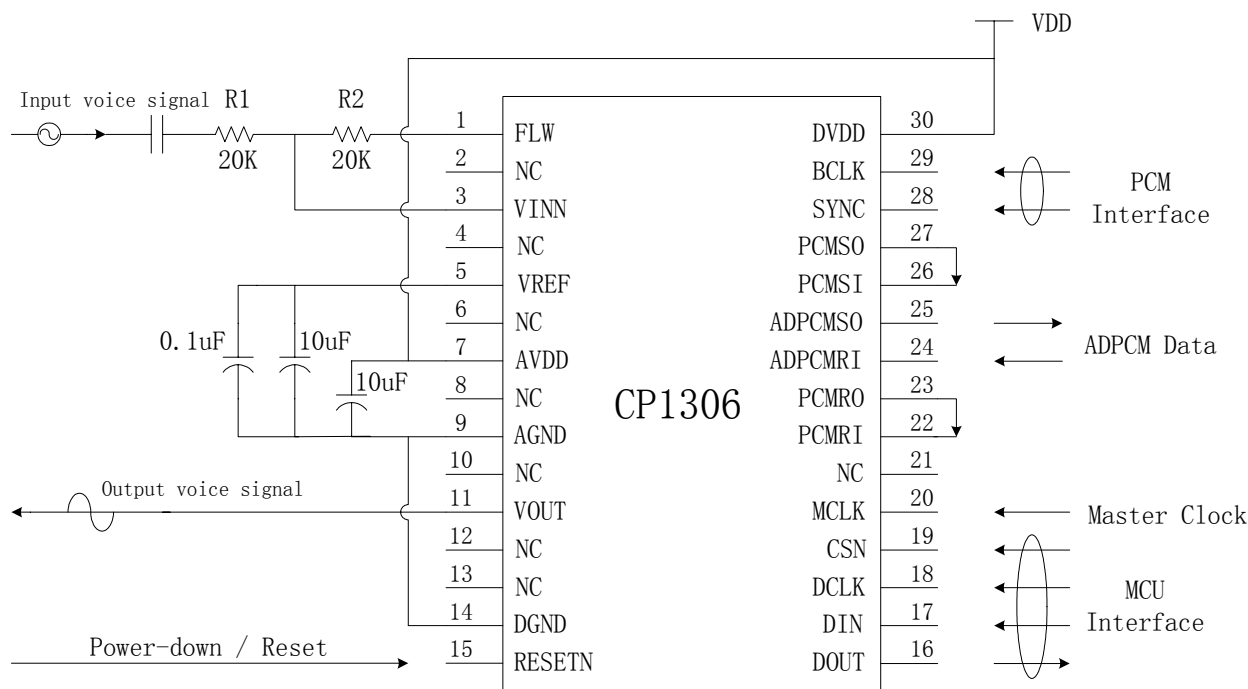 VDD
Input voice signal
R1
R2
20K
20K
1 FLW
2 NC
3 VINN
4 NC
5 VREF
6 NC
7 AVDD
8 NC
9 AGND
10 NC
11 VOUT
12 NC
13 NC
14 DGND
15 RESETN
0.1uF
10uF
10uF
Output voice signal
Power-down / Reset
CP1306
DVDD 30
BCLK 29
SYNC 28
PCMSO 27
PCMSI 26
ADPCMSO 25
ADPCMRI 24
PCMRO 23
PCMRI 22
NC 21
MCLK 20
CSN 19
DCLK 18
DIN 17
DOUT 16
PCM
Interface
ADPCM Data
Master Clock
MCU
Interface